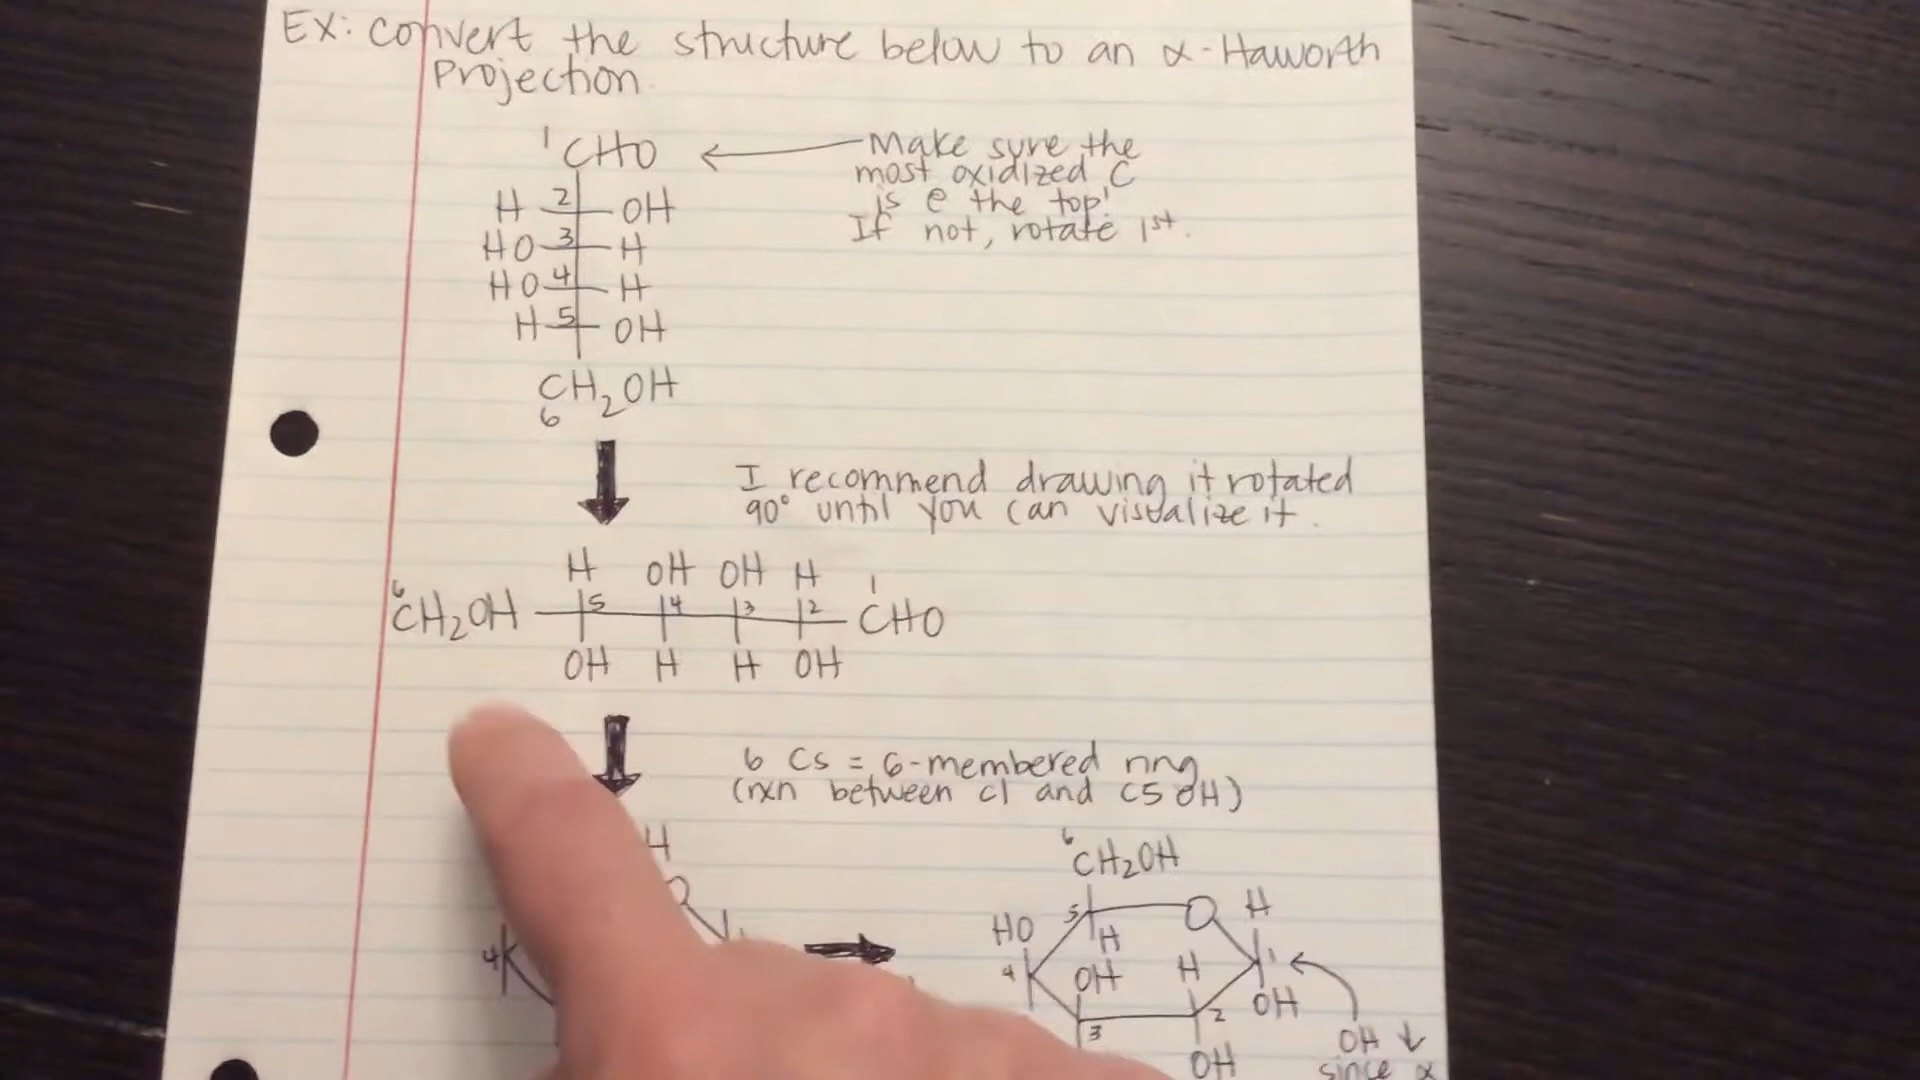 Ex: convert the structure below to an α-Haworth
Projection.
1 CHO
Make sure the
most oxidized C
is @ the top!
If not, rotate 1st.
H 2 OH
HO 3 H
HO 4 H
H 5 OH
CH2OH
6
I recommend drawing it rotated
90° until you can visualize it.
H OH OH H 1
6 CH2OH 5 4 3 2 CHO
OH H H OH
6 Cs = 6-membered ring
(rxn between C1 and C5 OH)
6
CH2OH
HO 5 O H
H
4 OH H 1
OH
3 2
OH
OH ↓
since α
4